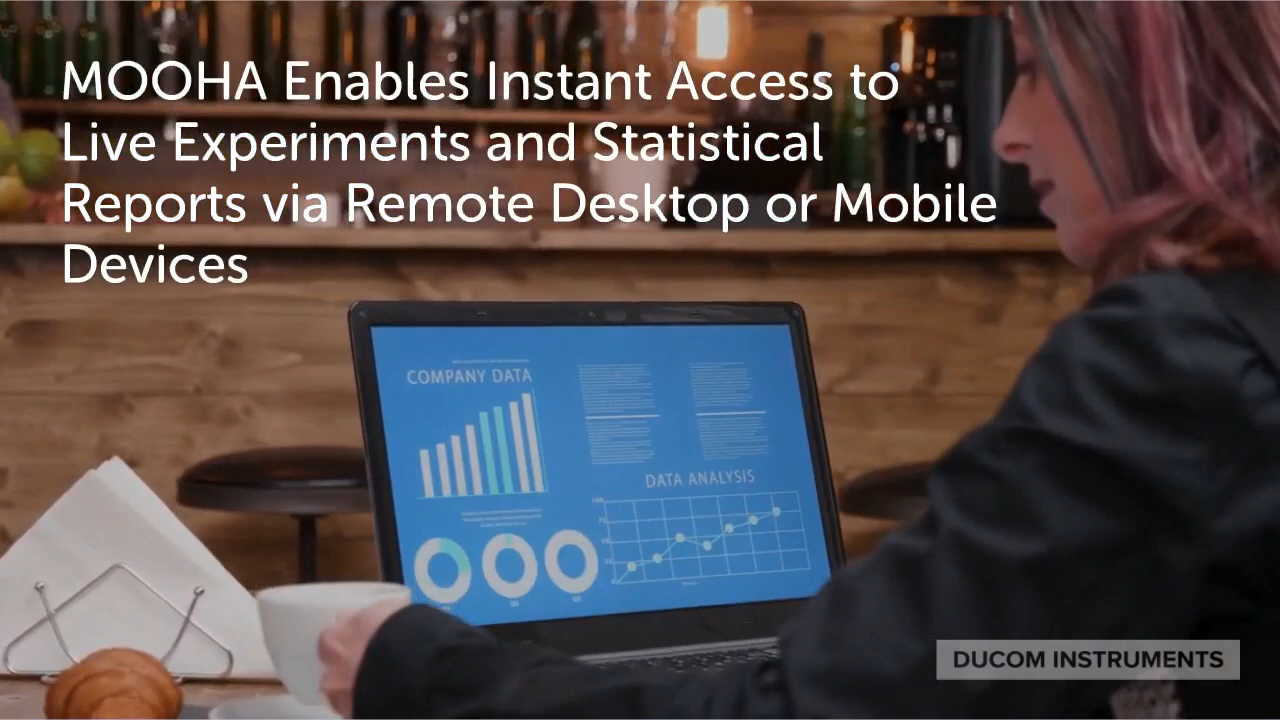 MOOHA Enables Instant Access to
Live Experiments and Statistical
Reports via Remote Desktop or Mobile
Devices
COMPANY DATA
DATA ANALYSIS
DUCOM INSTRUMENTS